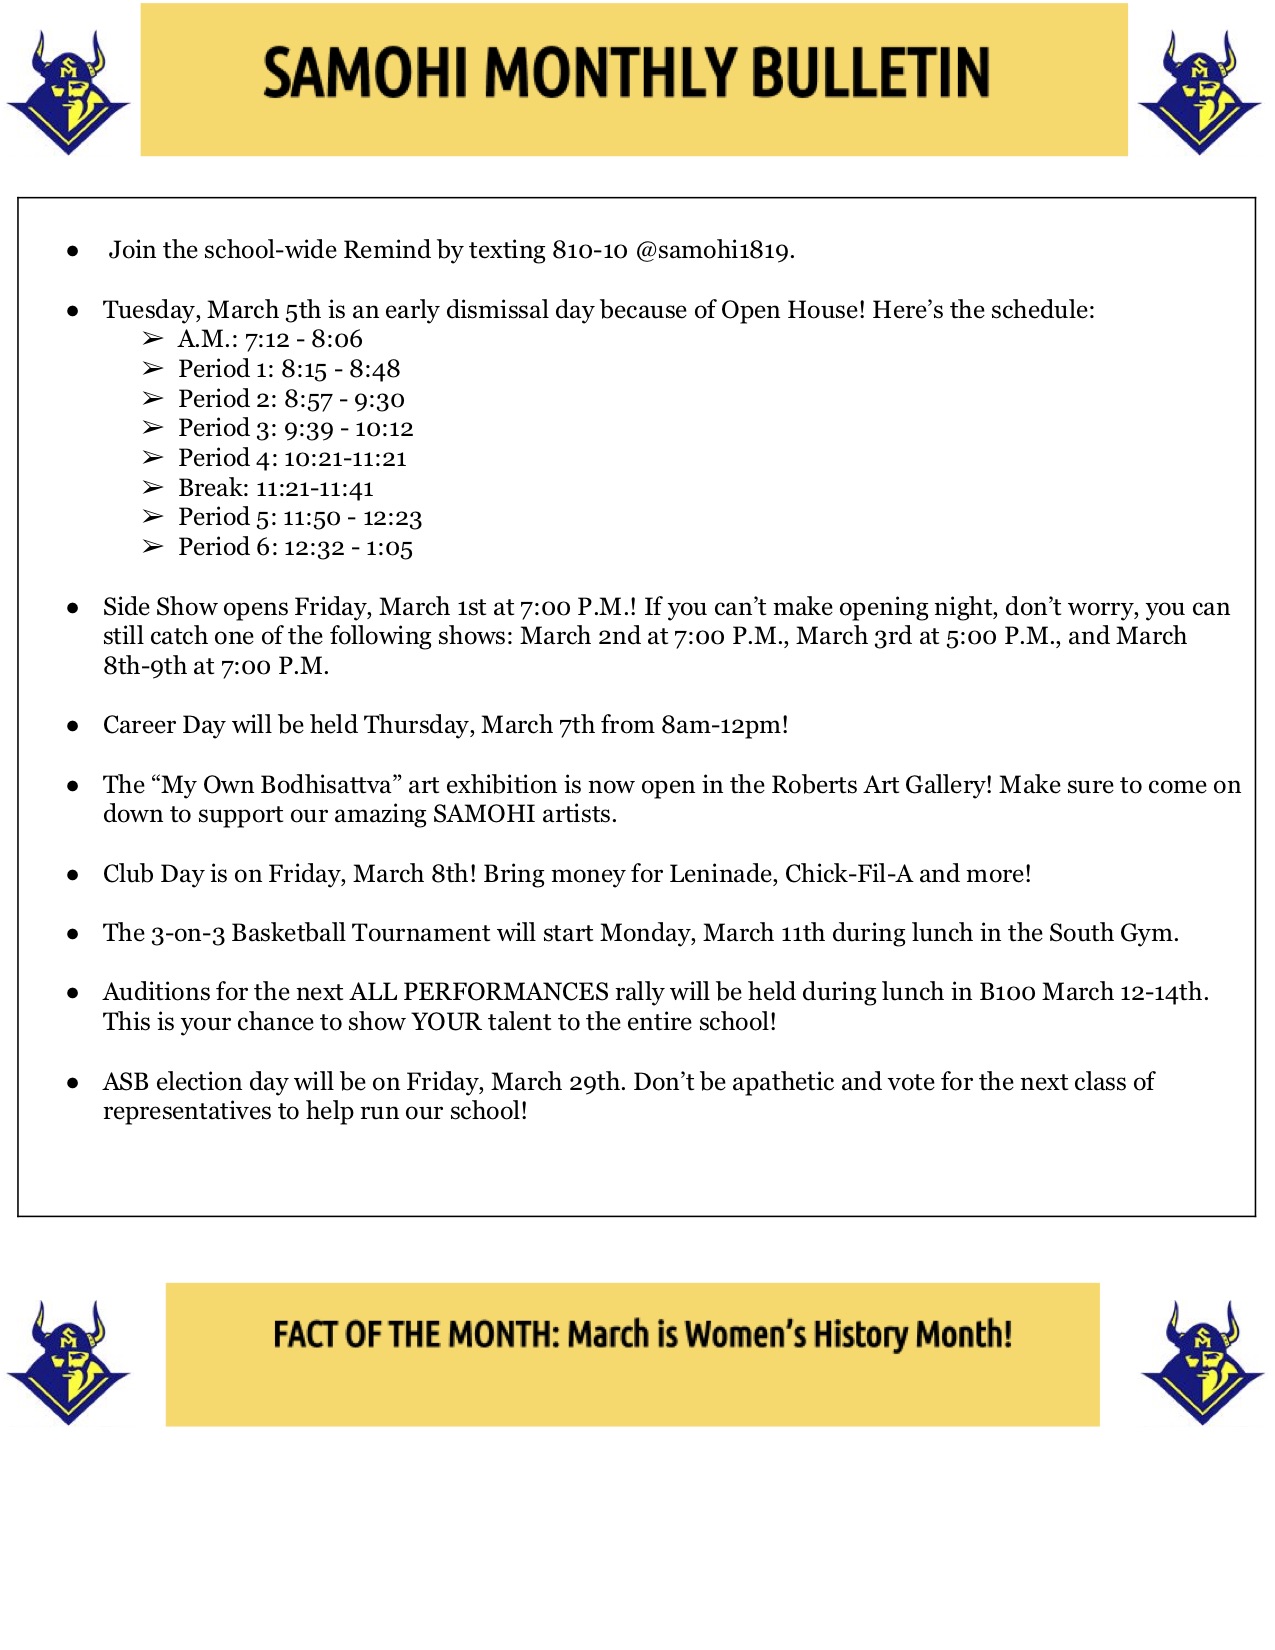 SAMOHI MONTHLY BULLETIN
● Join the school-wide Remind by texting 810-10 @samohi1819.
● Tuesday, March 5th is an early dismissal day because of Open House! Here’s the schedule:
➢ A.M.: 7:12 - 8:06
➢ Period 1: 8:15 - 8:48
➢ Period 2: 8:57 - 9:30
➢ Period 3: 9:39 - 10:12
➢ Period 4: 10:21-11:21
➢ Break: 11:21-11:41
➢ Period 5: 11:50 - 12:23
➢ Period 6: 12:32 - 1:05
● Side Show opens Friday, March 1st at 7:00 P.M.! If you can’t make opening night, don’t worry, you can
still catch one of the following shows: March 2nd at 7:00 P.M., March 3rd at 5:00 P.M., and March
8th-9th at 7:00 P.M.
● Career Day will be held Thursday, March 7th from 8am-12pm!
● The “My Own Bodhisattva” art exhibition is now open in the Roberts Art Gallery! Make sure to come on
down to support our amazing SAMOHI artists.
● Club Day is on Friday, March 8th! Bring money for Leninade, Chick-Fil-A and more!
● The 3-on-3 Basketball Tournament will start Monday, March 11th during lunch in the South Gym.
● Auditions for the next ALL PERFORMANCES rally will be held during lunch in B100 March 12-14th.
This is your chance to show YOUR talent to the entire school!
● ASB election day will be on Friday, March 29th. Don’t be apathetic and vote for the next class of
representatives to help run our school!
FACT OF THE MONTH: March is Women’s History Month!